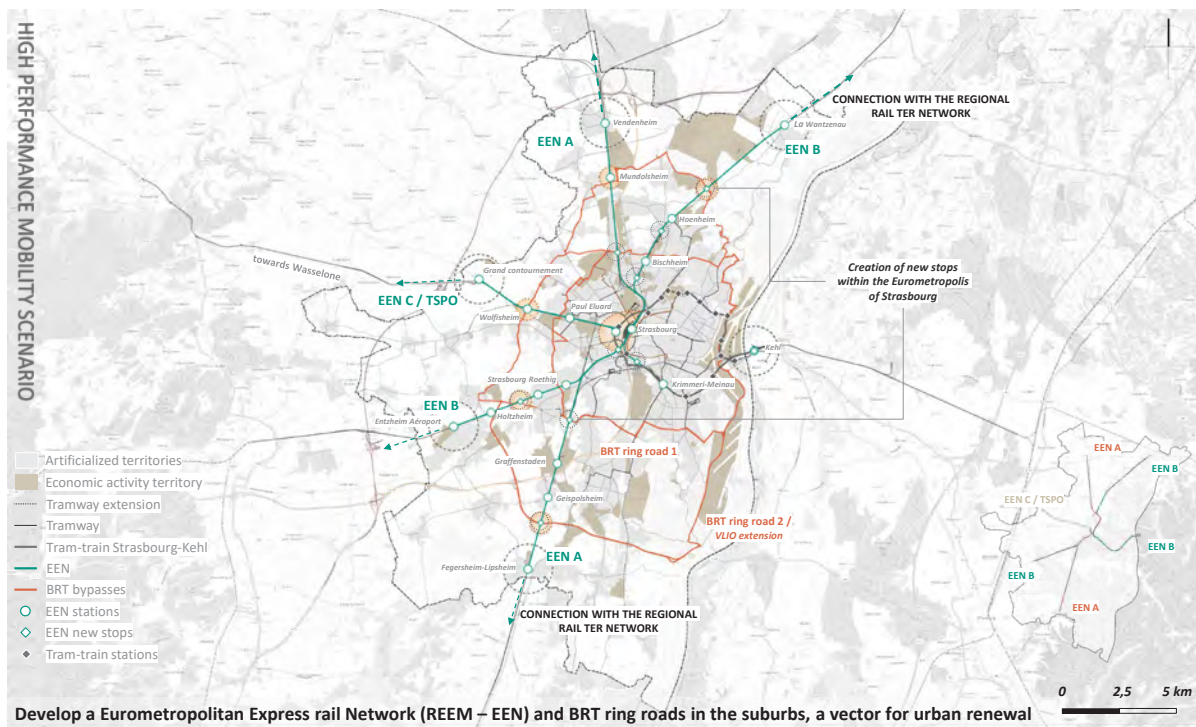 HIGH PERFORMANCE MOBILITY SCENARIO
CONNECTION WITH THE REGIONAL
RAIL TER NETWORK
Vendenheim
La Wantzenau
EEN A
EEN B
Mundolsheim
Hoenheim
Bischheim
towards Wasselone
Grand contournement
EEN C / TSPO
Wolfisheim
Paul Eluard
Strasbourg
Creation of new stops
within the Eurometropolis
of Strasbourg
Kehl
Krimmeri-Meinau
Strasbourg Roethig
EEN B
Holtzheim
Entzheim Aéroport
BRT ring road 1
Graffenstaden
Geispolsheim
BRT ring road 2 /
VLIO extension
EEN A
Fegersheim-Lipsheim
CONNECTION WITH THE REGIONAL
RAIL TER NETWORK
Artificialized territories
Economic activity territory
Tramway extension
Tramway
Tram-train Strasbourg-Kehl
EEN
BRT bypasses
EEN stations
EEN new stops
Tram-train stations
EEN A
EEN B
EEN C / TSPO
EEN B
EEN B
EEN A
0 2,5 5 km
Develop a Eurometropolitan Express rail Network (REEM – EEN) and BRT ring roads in the suburbs, a vector for urban renewal